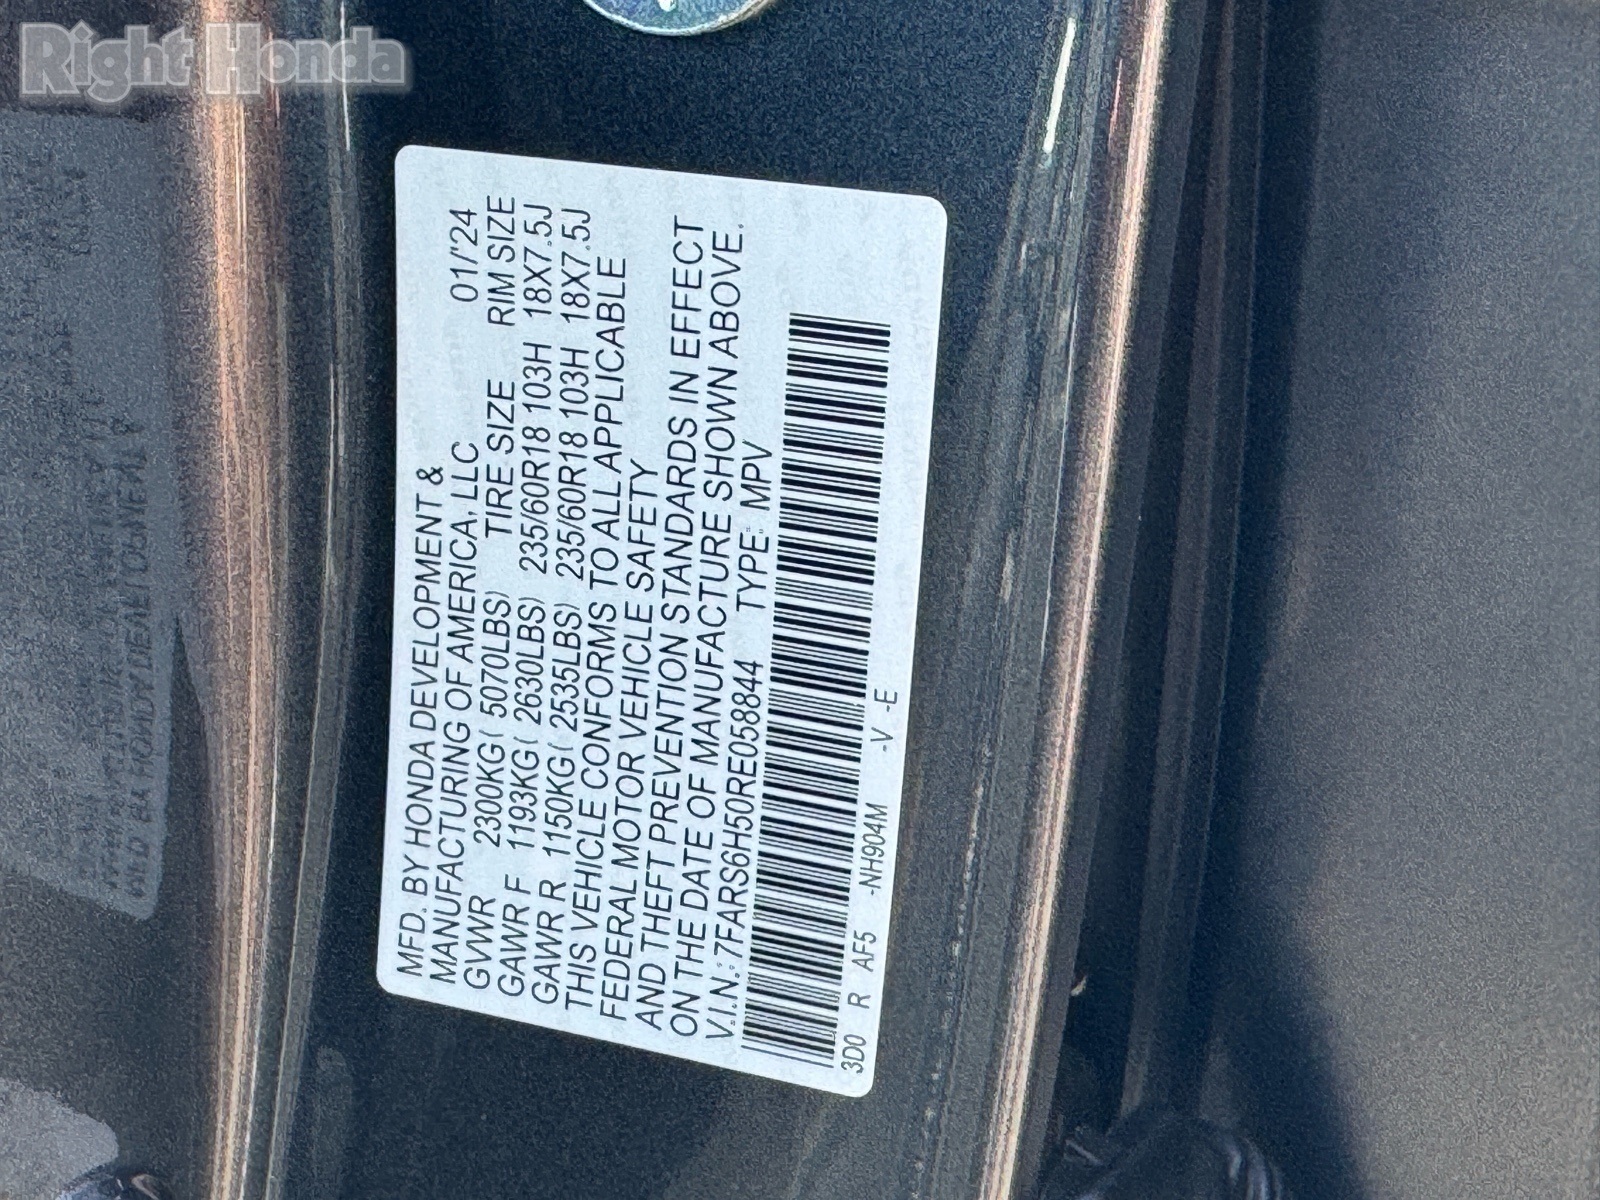 Right Honda
MFD. BY HONDA DEVELOPMENT &
MANUFACTURING OF AMERICA, LLC 01/'24
GVWR 2300KG( 5070LBS) TIRE SIZE RIM SIZE
GAWR F 1193KG( 2630LBS) 235/60R18 103H 18X7.5J
GAWR R 1150KG( 2535LBS) 235/60R18 103H 18X7.5J
THIS VEHICLE CONFORMS TO ALL APPLICABLE
FEDERAL MOTOR VEHICLE SAFETY
AND THEFT PREVENTION STANDARDS IN EFFECT
ON THE DATE OF MANUFACTURE SHOWN ABOVE.
V.I.N.: 7FARS6H50RE058844 TYPE: MPV
3D0 R AF5 -NH904M -V -E